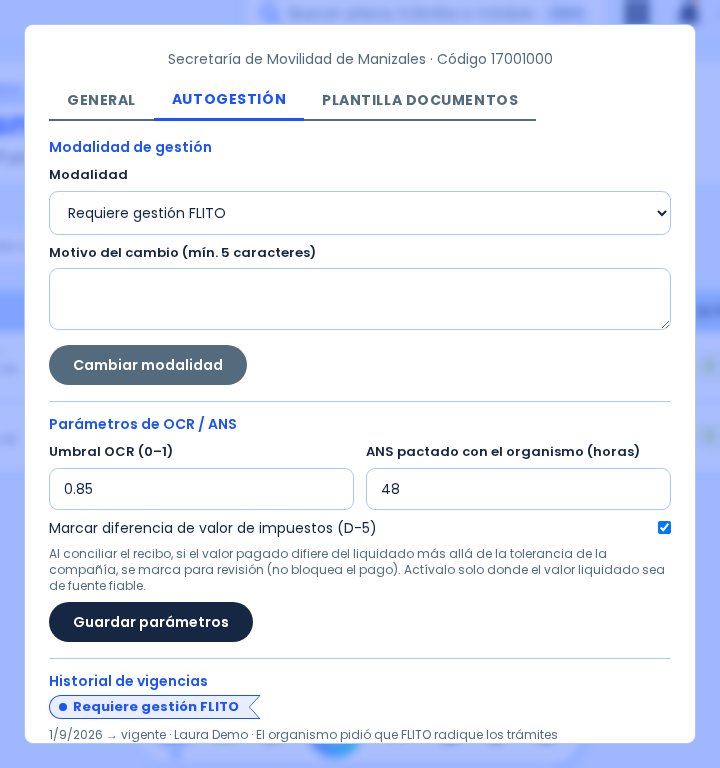 Secretaría de Movilidad de Manizales · Código 17001000
GENERAL
AUTOGESTIÓN
PLANTILLA DOCUMENTOS
Modalidad de gestión
Modalidad
Requiere gestión FLITO
Motivo del cambio (mín. 5 caracteres)
Cambiar modalidad
Parámetros de OCR / ANS
Umbral OCR (0–1)
ANS pactado con el organismo (horas)
0.85
48
Marcar diferencia de valor de impuestos (D-5)
Al conciliar el recibo, si el valor pagado difiere del liquidado más allá de la tolerancia de la
compañía, se marca para revisión (no bloquea el pago). Actívalo solo donde el valor liquidado sea
de fuente fiable.
Guardar parámetros
Historial de vigencias
Requiere gestión FLITO
1/9/2026 → vigente · Laura Demo · El organismo pidió que FLITO radique los trámites